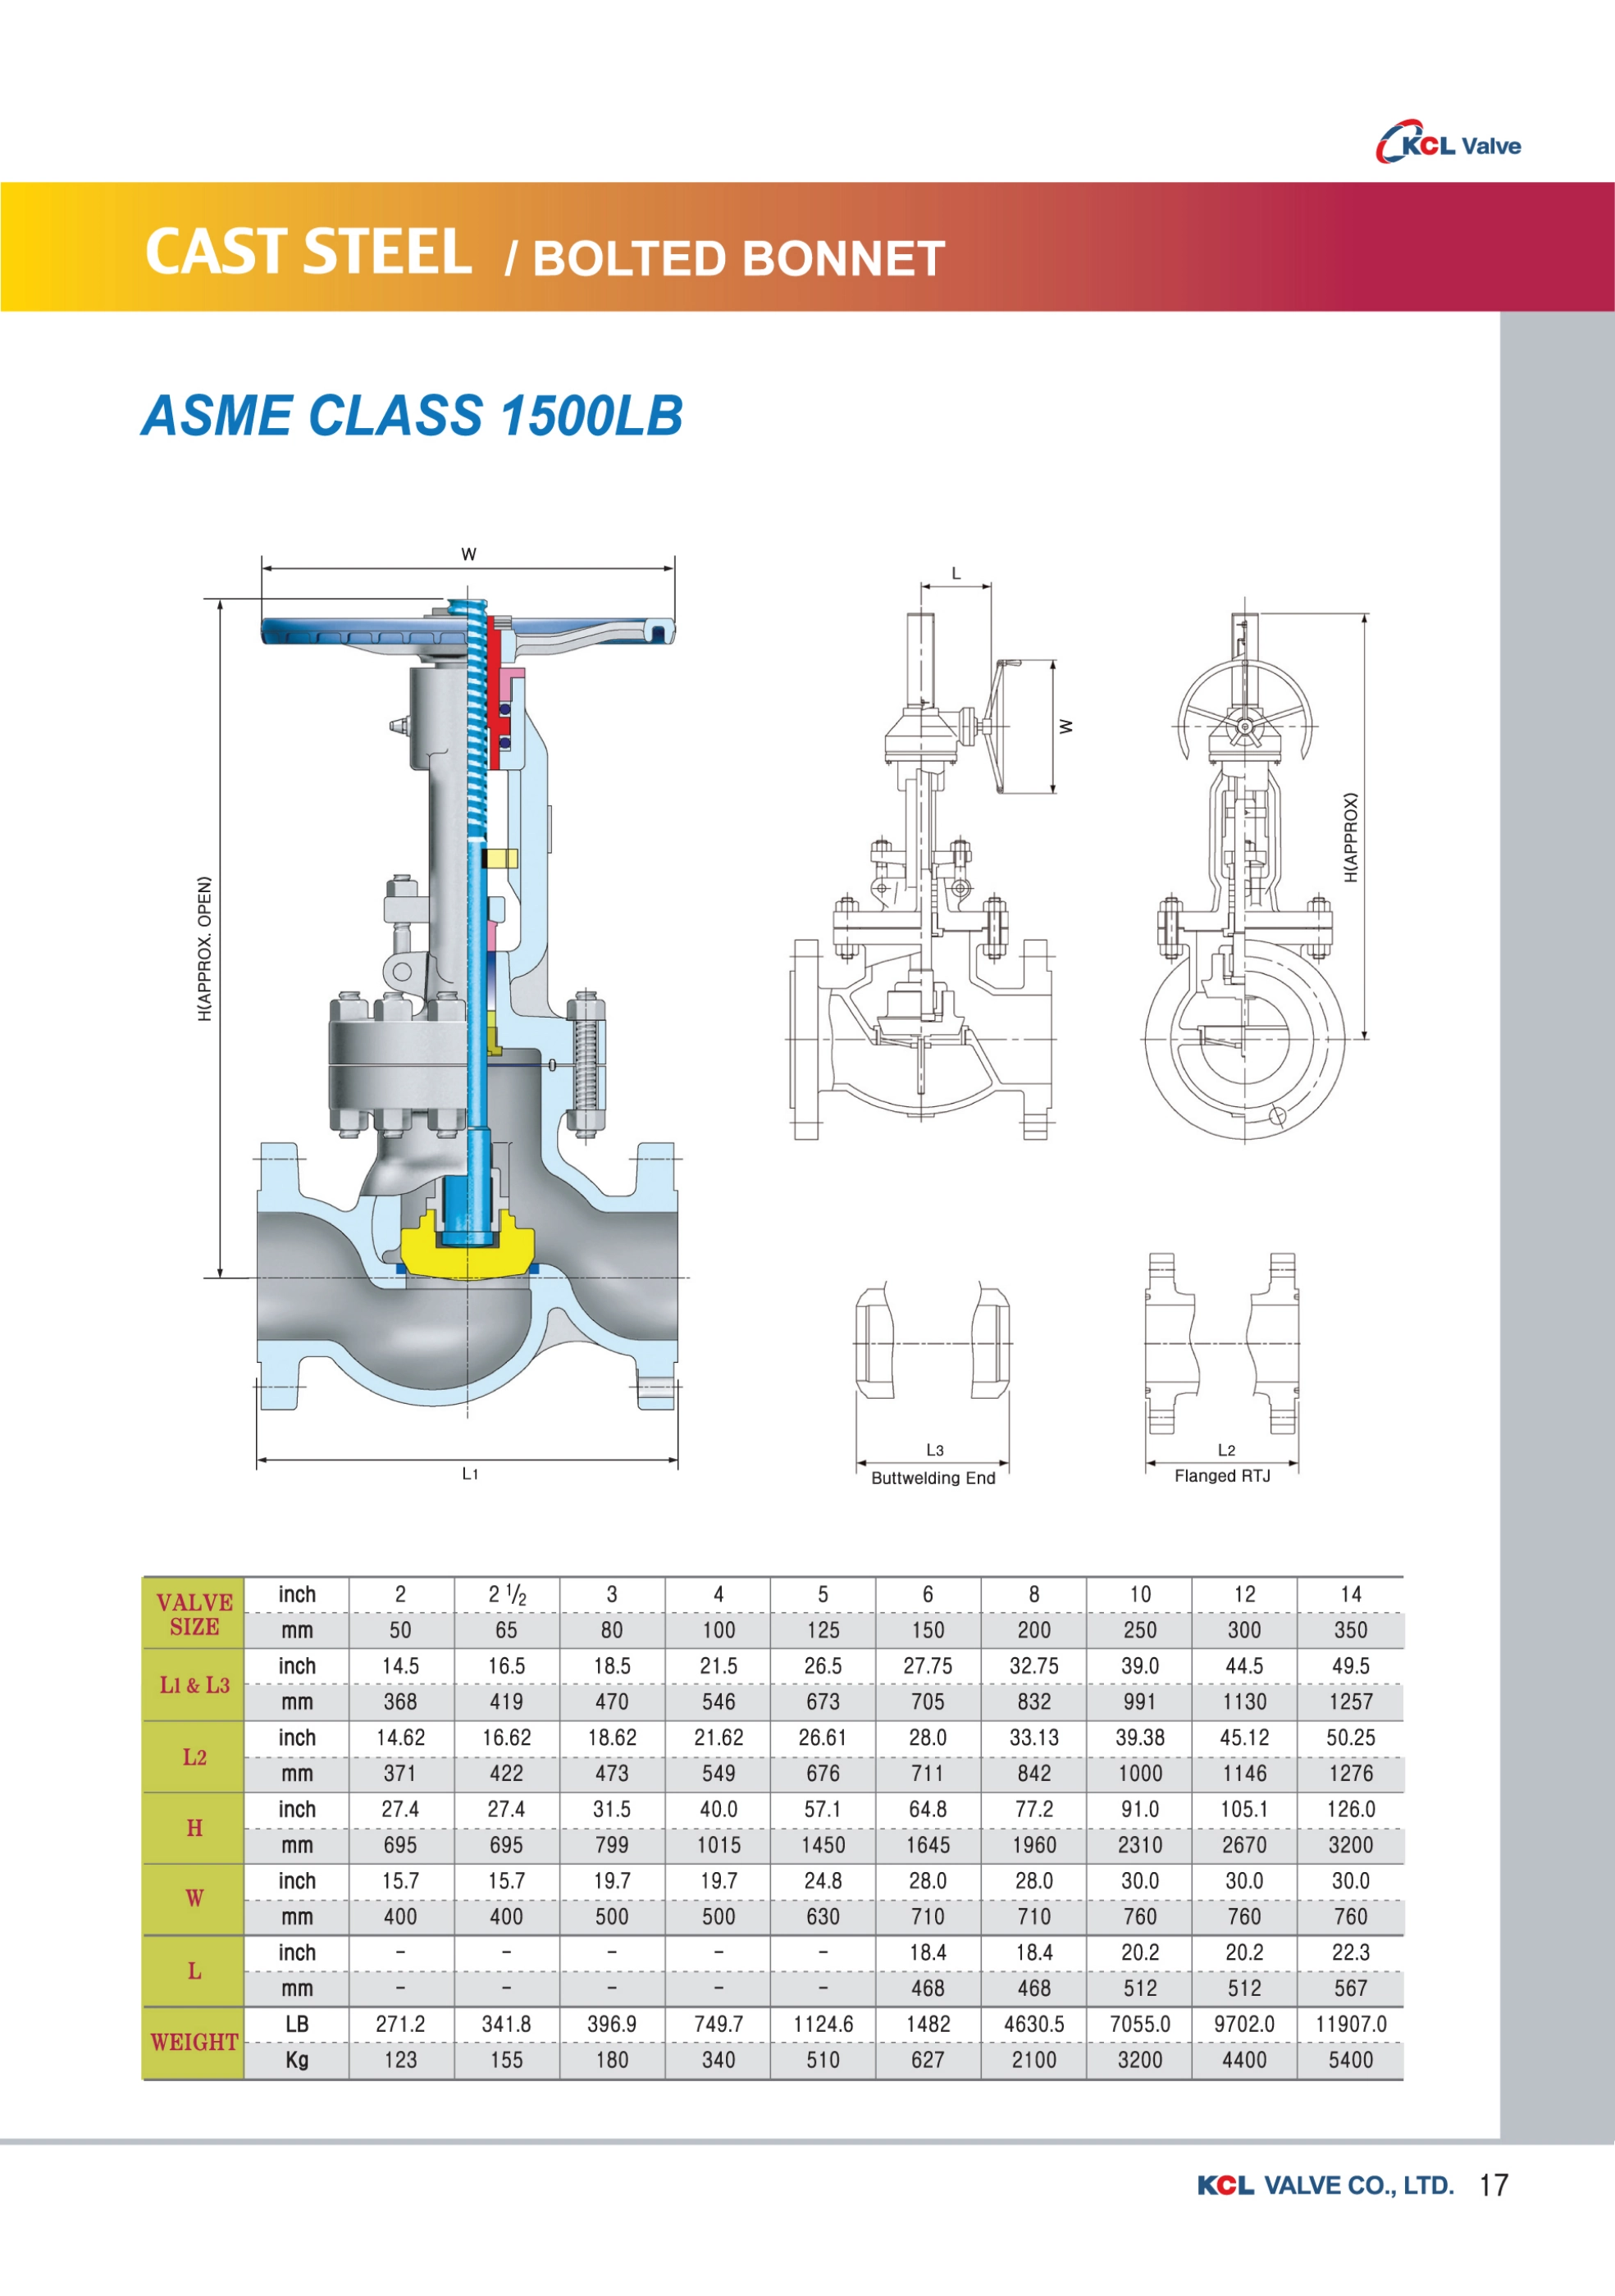 KCL Valve
CAST STEEL / BOLTED BONNET
ASME CLASS 1500LB
W
H(APPROX. OPEN)
L1
L
W
H(APPROX)
L3
Buttwelding End
L2
Flanged RTJ
VALVE SIZE inch 2 2 1/2 3 4 5 6 8 10 12 14
mm 50 65 80 100 125 150 200 250 300 350
L1 & L3 inch 14.5 16.5 18.5 21.5 26.5 27.75 32.75 39.0 44.5 49.5
mm 368 419 470 546 673 705 832 991 1130 1257
L2 inch 14.62 16.62 18.62 21.62 26.61 28.0 33.13 39.38 45.12 50.25
mm 371 422 473 549 676 711 842 1000 1146 1276
H inch 27.4 27.4 31.5 40.0 57.1 64.8 77.2 91.0 105.1 126.0
mm 695 695 799 1015 1450 1645 1960 2310 2670 3200
W inch 15.7 15.7 19.7 19.7 24.8 28.0 28.0 30.0 30.0 30.0
mm 400 400 500 500 630 710 710 760 760 760
L inch - - - - - 18.4 18.4 20.2 20.2 22.3
mm - - - - - 468 468 512 512 567
WEIGHT LB 271.2 341.8 396.9 749.7 1124.6 1482 4630.5 7055.0 9702.0 11907.0
Kg 123 155 180 340 510 627 2100 3200 4400 5400
KCL VALVE CO., LTD. 17